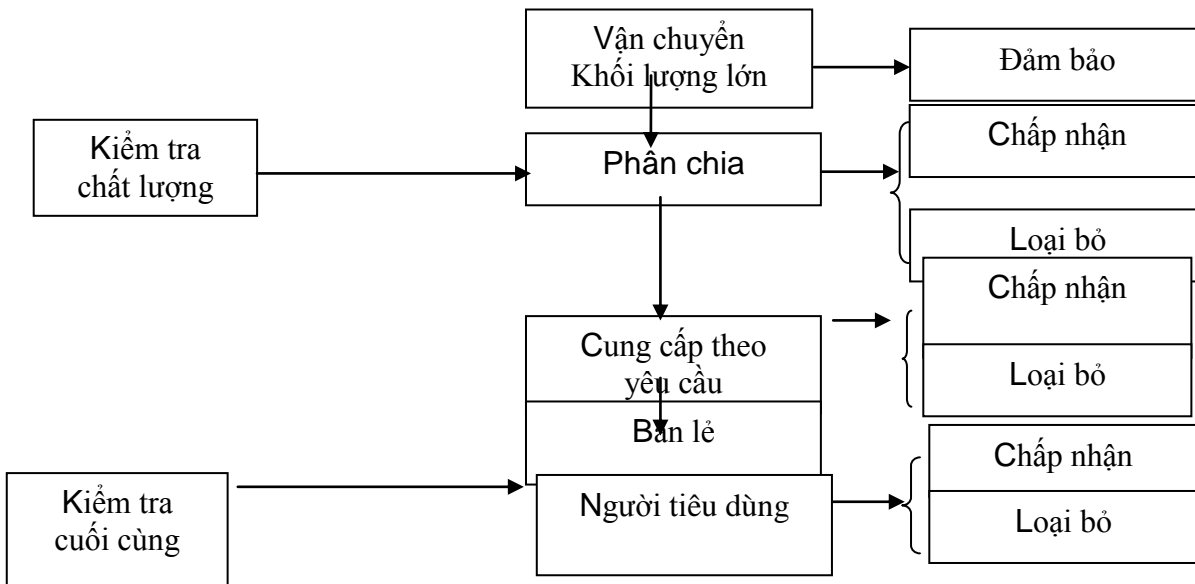 Vận chuyển
Khối lượng lớn
Đảm bảo
Kiểm tra
chất lượng
Phân chia
Chấp nhận
Loại bỏ
Chấp nhận
Cung cấp theo
yêu cầu
Loại bỏ
Bán lẻ
Chấp nhận
Kiểm tra
cuối cùng
Người tiêu dùng
Loại bỏ